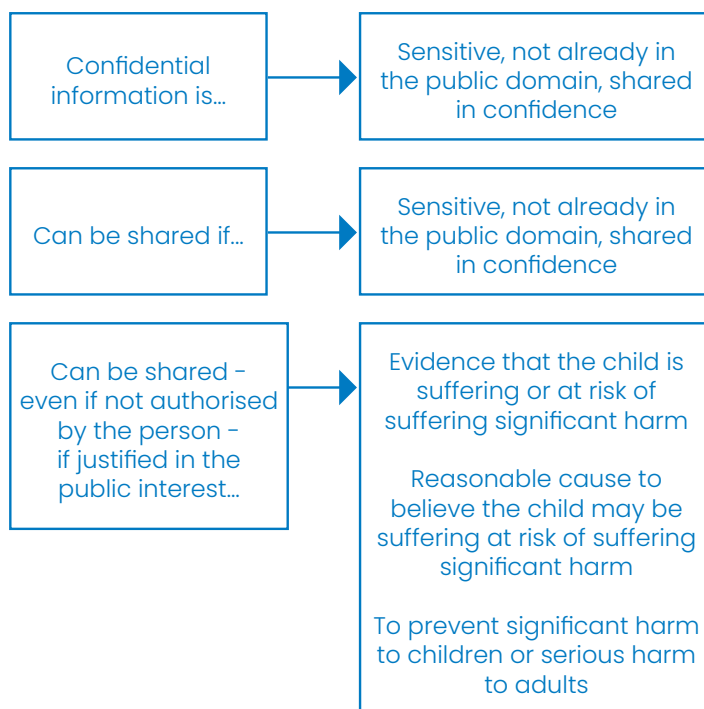 Confidential
information is…
Sensitive, not already in
the public domain, shared
in confidence
Can be shared if…
Sensitive, not already in
the public domain, shared
in confidence
Can be shared -
even if not authorised
by the person -
if justified in the
public interest…
Evidence that the child is
suffering or at risk of
suffering significant harm
Reasonable cause to
believe the child may be
suffering at risk of suffering
significant harm
To prevent significant harm
to children or serious harm
to adults